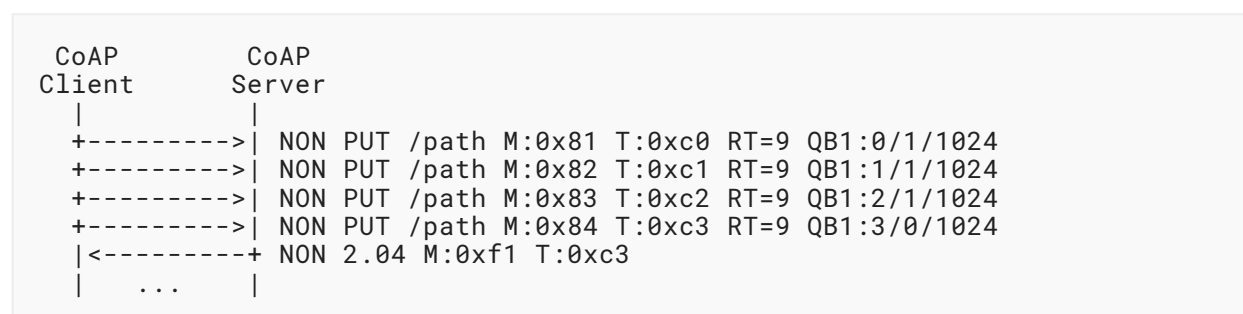 CoAP        CoAP
Client       Server
|          |
+--------->| NON PUT /path M:0x81 T:0xc0 RT=9 QB1:0/1/1024
+--------->| NON PUT /path M:0x82 T:0xc1 RT=9 QB1:1/1/1024
+--------->| NON PUT /path M:0x83 T:0xc2 RT=9 QB1:2/1/1024
+--------->| NON PUT /path M:0x84 T:0xc3 RT=9 QB1:3/0/1024
|<---------+ NON 2.04 M:0xf1 T:0xc3
|   ...    |